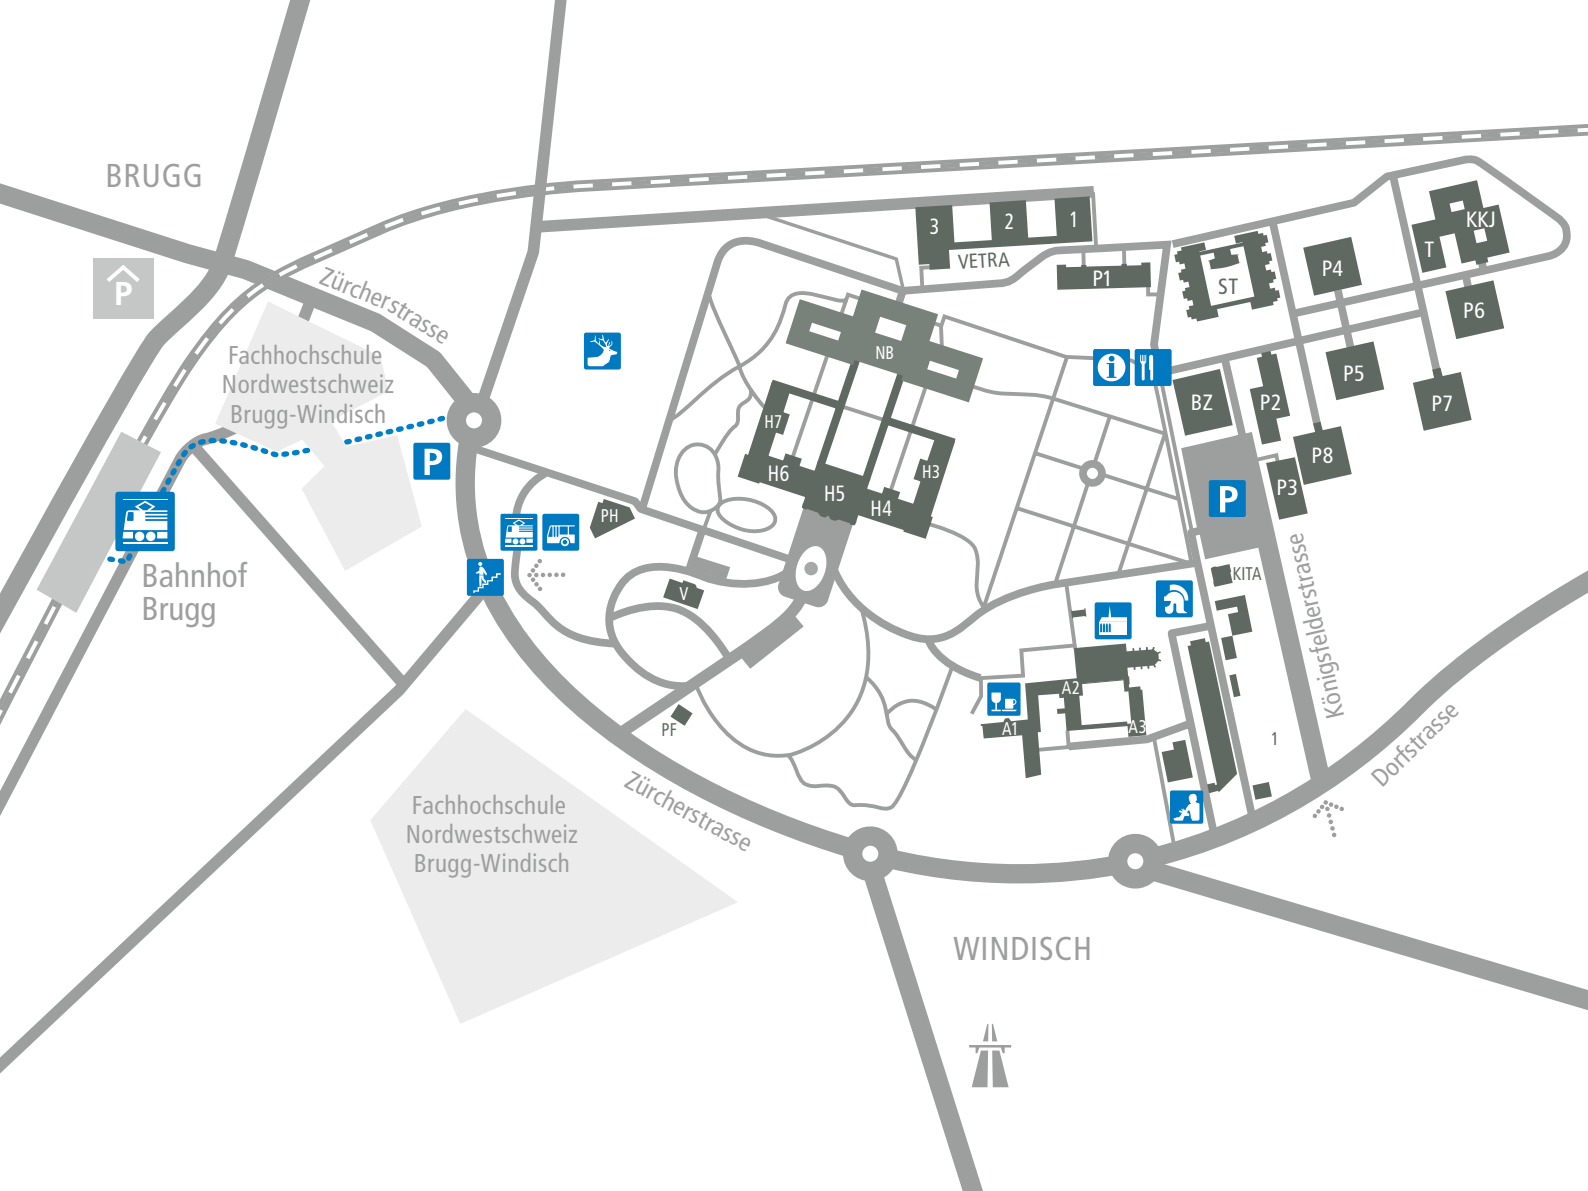 BRUGG
P
Zürcherstrasse
Fachhochschule
Nordwestschweiz
Brugg-Windisch
P
Bahnhof
Brugg
3
2
1
VETRA
P1
ST
P4
KKJ
T
P6
NB
i
BZ
P2
P5
P7
H7
H6
H5
H4
H3
P8
P3
P
PH
V
KITA
Königsfelderstrasse
A2
A1
A3
PF
1
Dorfstrasse
Zürcherstrasse
Fachhochschule
Nordwestschweiz
Brugg-Windisch
WINDISCH